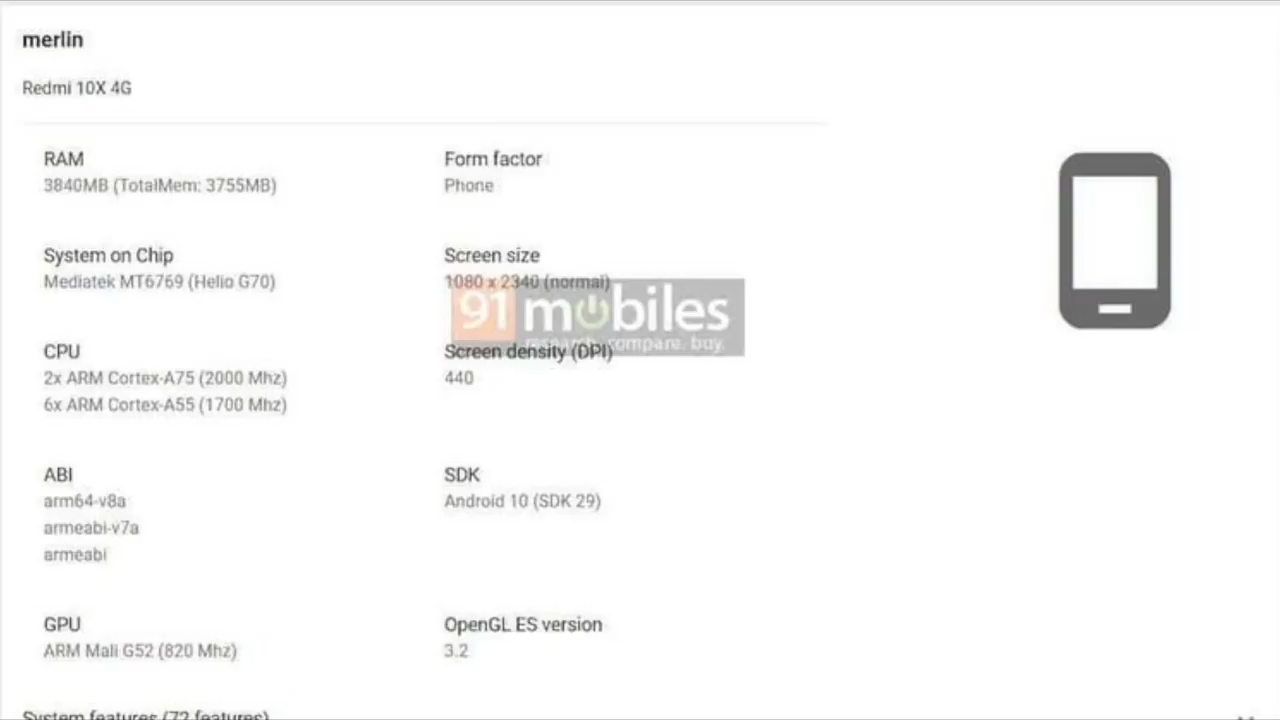 merlin
Redmi 10X 4G
RAM
3840MB (TotalMem: 3755MB)
Form factor
Phone
System on Chip
Mediatek MT6769 (Helio G70)
Screen size
1080 x 2340 (normal)
91mobiles
research. compare. buy.
CPU
2x ARM Cortex-A75 (2000 Mhz)
6x ARM Cortex-A55 (1700 Mhz)
Screen density (DPI)
440
ABI
arm64-v8a
armeabi-v7a
armeabi
SDK
Android 10 (SDK 29)
GPU
ARM Mali G52 (820 Mhz)
OpenGL ES version
3.2
System features (72 features)